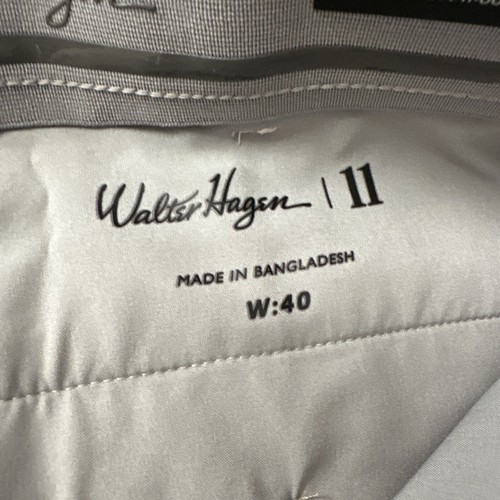 Walter Hagen | 11
MADE IN BANGLADESH
W:40